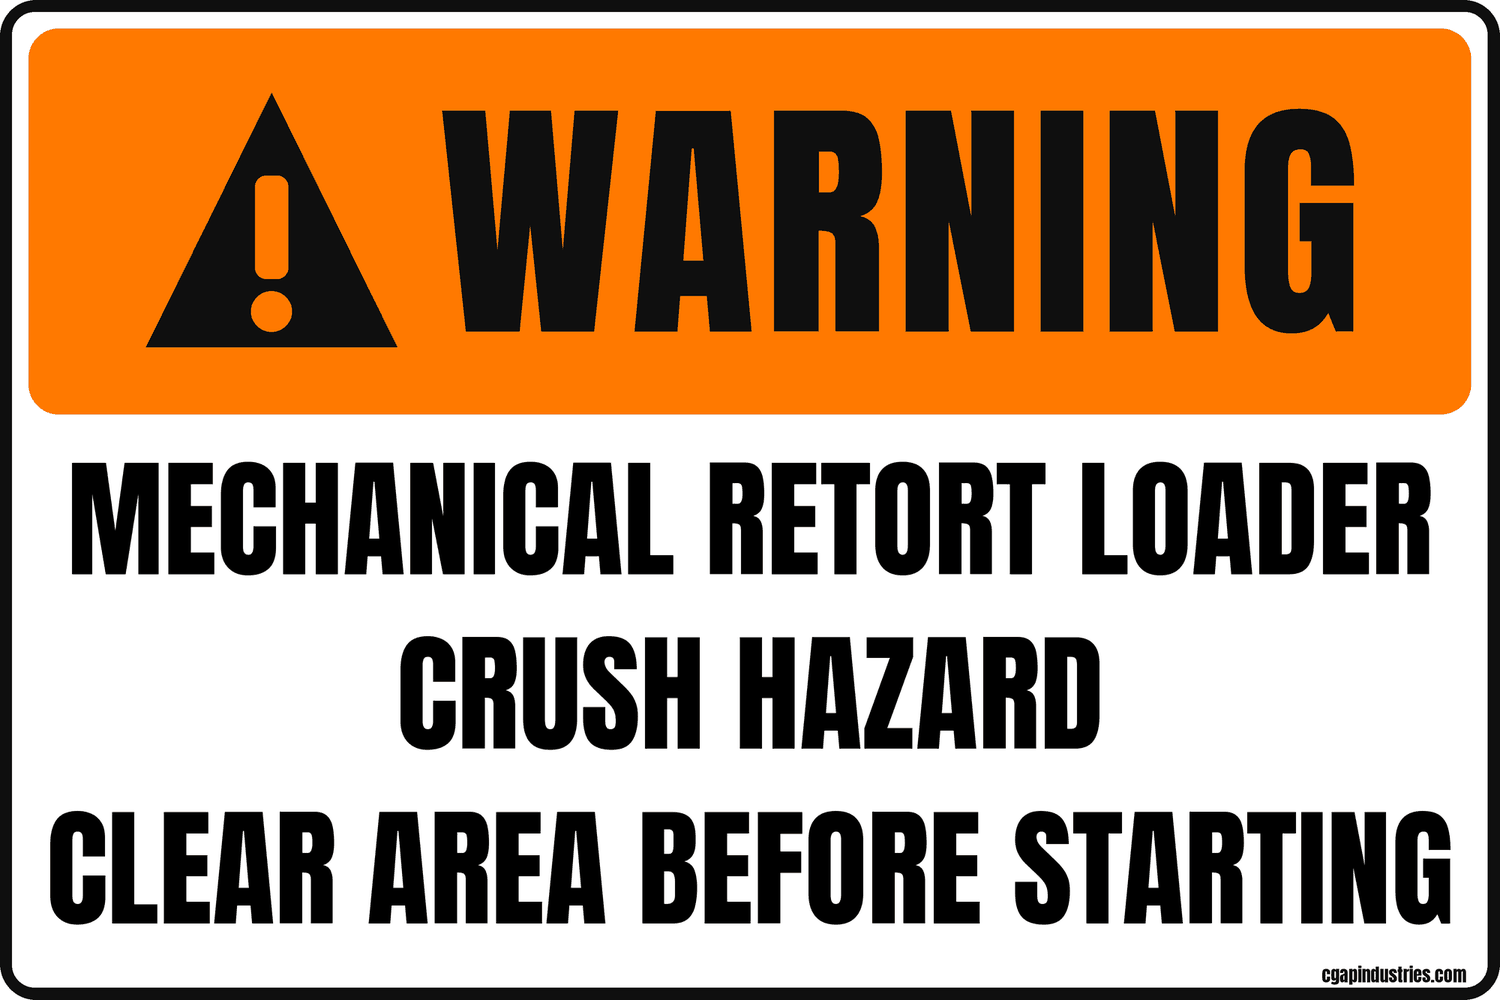 WARNING
MECHANICAL RETORT LOADER
CRUSH HAZARD
CLEAR AREA BEFORE STARTING
cgapindustries.com